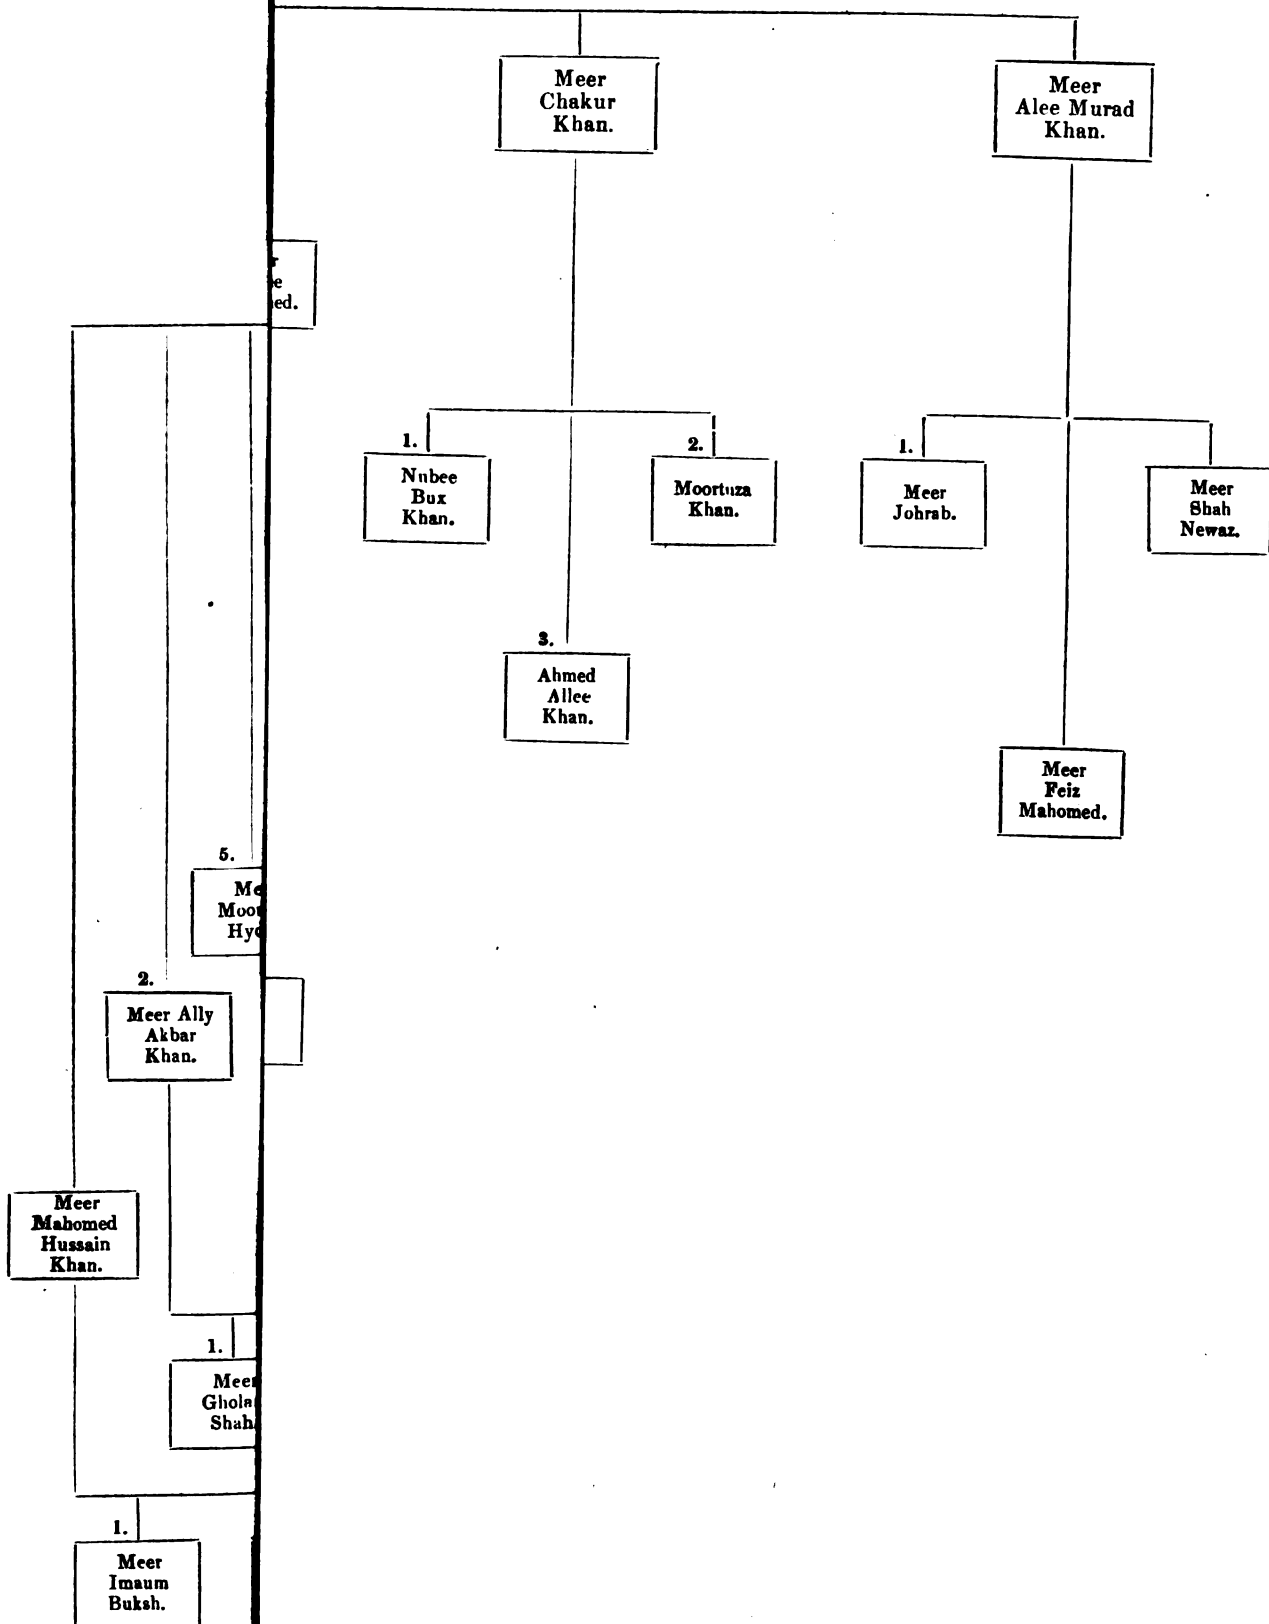 Meer
Chakur
Khan.
Meer
Alee Murad
Khan.
1.
Nubee
Bux
Khan.
2.
Moortuza
Khan.
1.
Meer
Johrab.
Meer
Shah
Newaz.
3.
Ahmed
Allee
Khan.
Meer
Feiz
Mahomed.
5.
2.
Meer Ally
Akbar
Khan.
Meer
Mahomed
Hussain
Khan.
1.
Meer
Shah
1.
Meer
Imaum
Buksh.